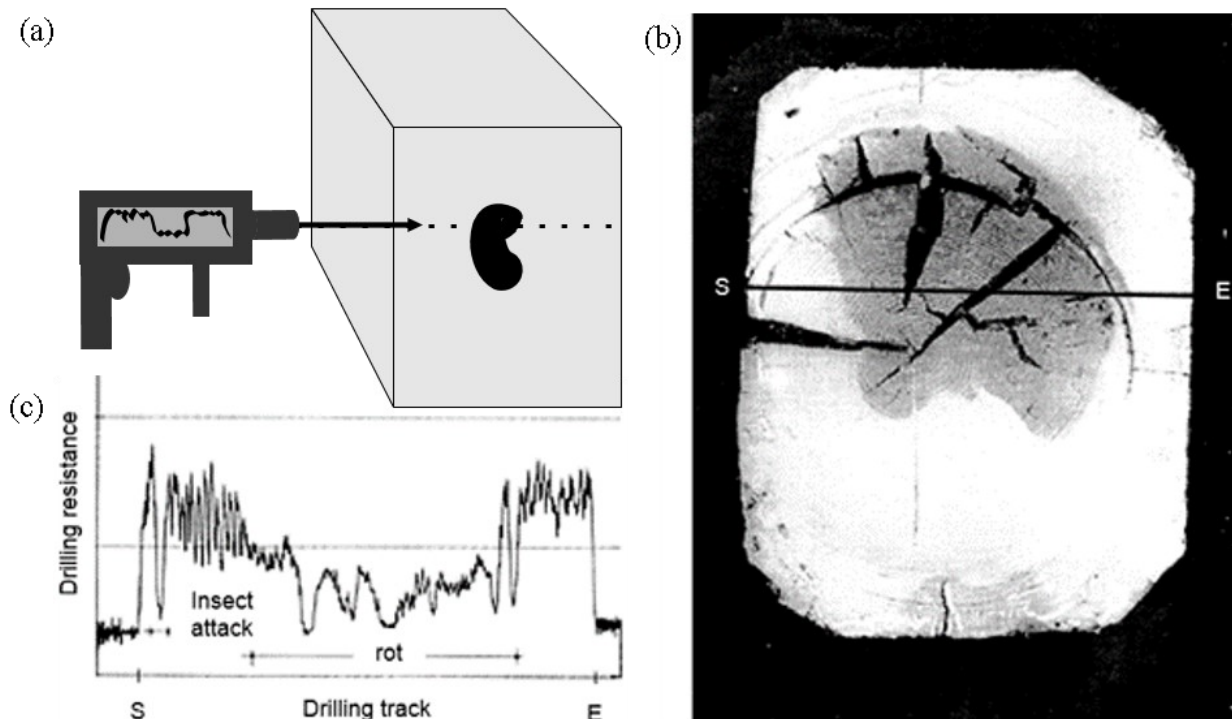 (a)
(b)
S
E
(c)
Drilling resistance
Insect
attack
rot
S
Drilling track
E